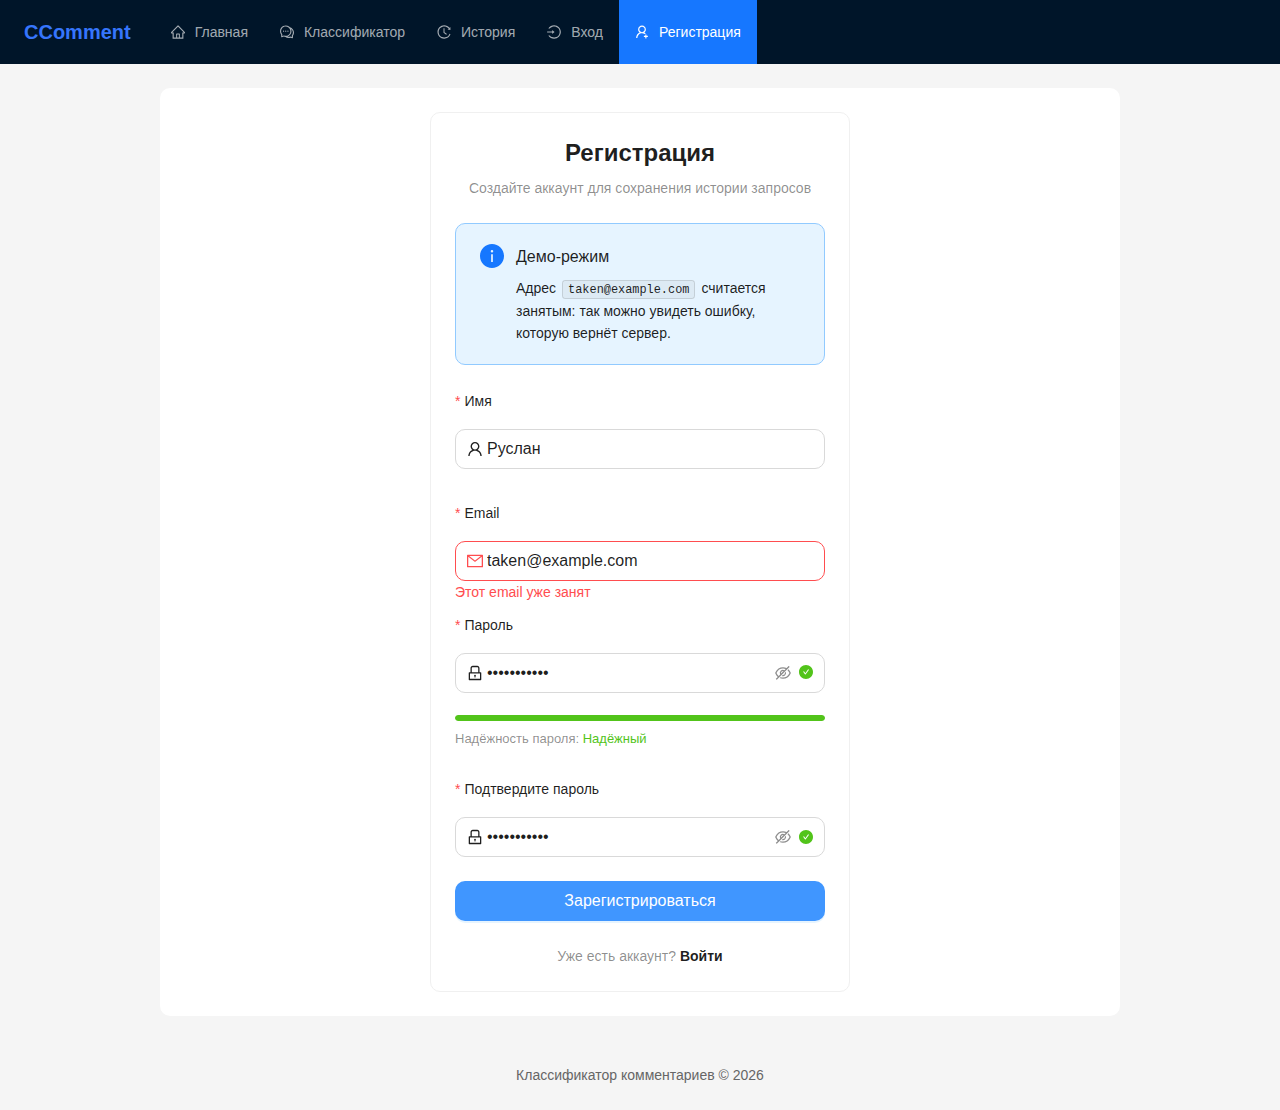 CComment Главная Классификатор История Вход Регистрация
Регистрация
Создайте аккаунт для сохранения истории запросов
Демо-режим
Адрес taken@example.com считается
занятым: так можно увидеть ошибку,
которую вернёт сервер.
* Имя
Руслан
* Email
taken@example.com
Этот email уже занят
* Пароль
•••••••••••
Надёжность пароля: Надёжный
* Подтвердите пароль
•••••••••••
Зарегистрироваться
Уже есть аккаунт? Войти
Классификатор комментариев © 2026